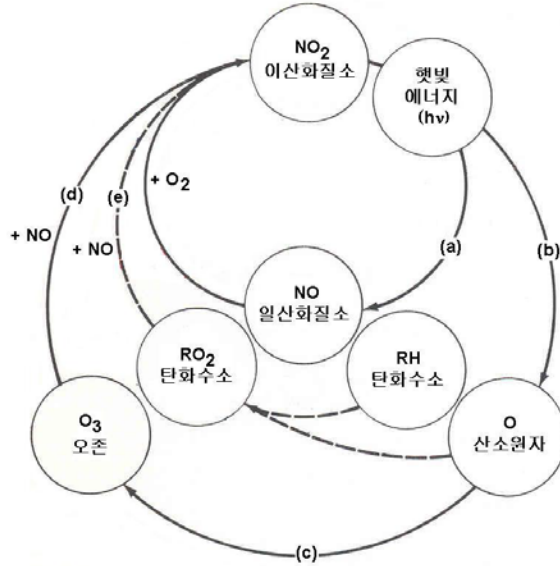 NO₂
이산화질소
햇빛
에너지
(hν)
(d)
(e)
+ O₂
+ NO
+ NO
(a)
(b)
NO
일산화질소
RO₂
탄화수소
RH
탄화수소
O₃
오존
O
산소원자
(c)